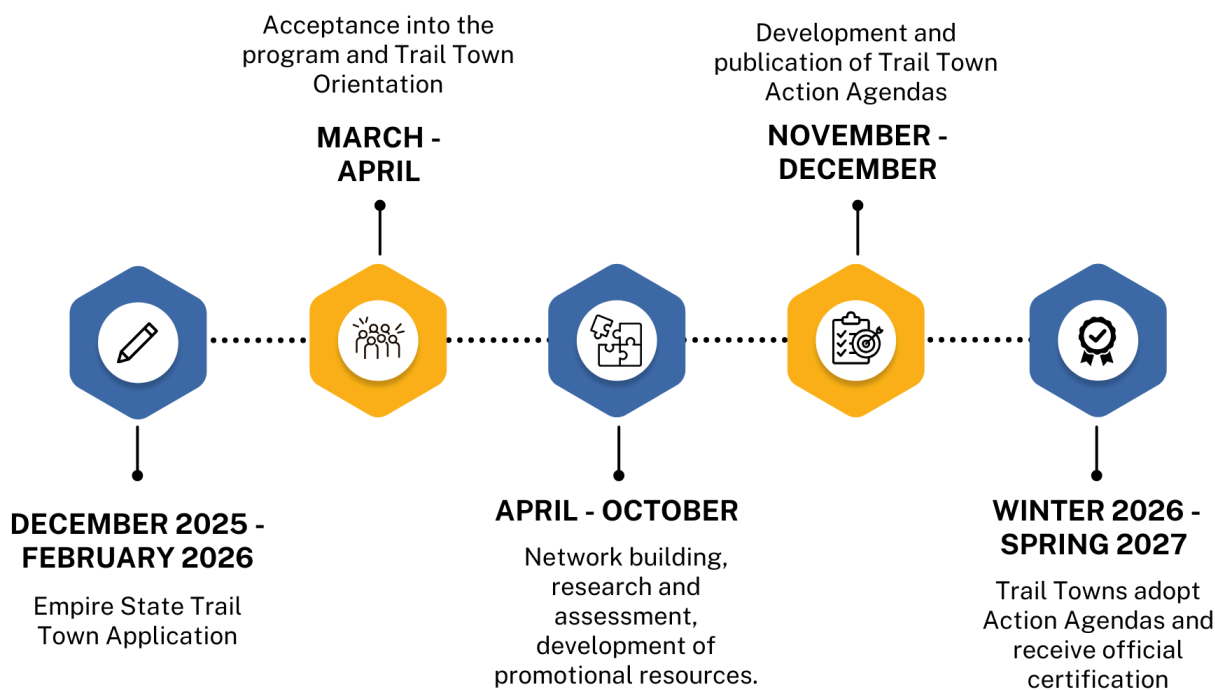 Acceptance into the
program and Trail Town
Orientation
MARCH -
APRIL
Development and
publication of Trail Town
Action Agendas
NOVEMBER -
DECEMBER
DECEMBER 2025 -
FEBRUARY 2026
Empire State Trail
Town Application
APRIL - OCTOBER
Network building,
research and
assessment,
development of
promotional resources.
WINTER 2026 -
SPRING 2027
Trail Towns adopt
Action Agendas and
receive official
certification